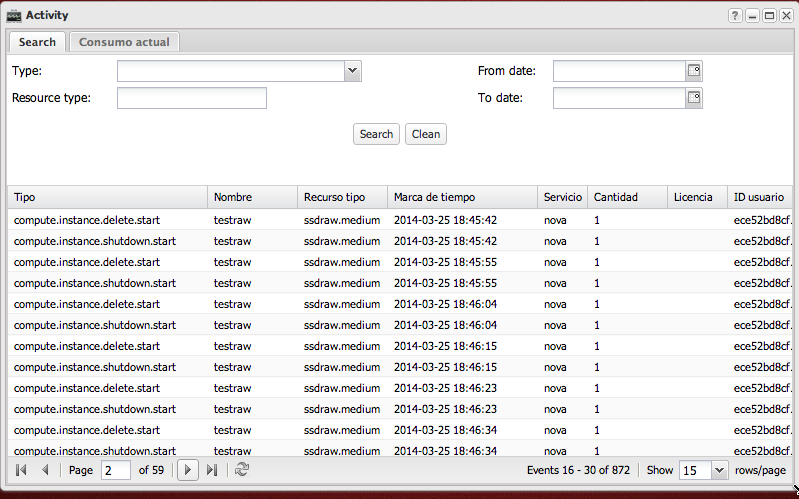 Activity
?
Search Consumo actual
Type: From date:
Resource type: To date:
Search Clean
Tipo Nombre Recurso tipo Marca de tiempo Servicio Cantidad Licencia ID usuario
compute.instance.delete.start testraw ssdraw.medium 2014-03-25 18:45:42 nova 1 ece52bd8cf.
compute.instance.shutdown.start testraw ssdraw.medium 2014-03-25 18:45:42 nova 1 ece52bd8cf.
compute.instance.delete.start testraw ssdraw.medium 2014-03-25 18:45:55 nova 1 ece52bd8cf.
compute.instance.shutdown.start testraw ssdraw.medium 2014-03-25 18:45:55 nova 1 ece52bd8cf.
compute.instance.delete.start testraw ssdraw.medium 2014-03-25 18:46:04 nova 1 ece52bd8cf.
compute.instance.shutdown.start testraw ssdraw.medium 2014-03-25 18:46:04 nova 1 ece52bd8cf.
compute.instance.delete.start testraw ssdraw.medium 2014-03-25 18:46:15 nova 1 ece52bd8cf.
compute.instance.shutdown.start testraw ssdraw.medium 2014-03-25 18:46:15 nova 1 ece52bd8cf.
compute.instance.delete.start testraw ssdraw.medium 2014-03-25 18:46:23 nova 1 ece52bd8cf.
compute.instance.shutdown.start testraw ssdraw.medium 2014-03-25 18:46:23 nova 1 ece52bd8cf.
compute.instance.delete.start testraw ssdraw.medium 2014-03-25 18:46:34 nova 1 ece52bd8cf.
compute.instance.shutdown.start testraw ssdraw.medium 2014-03-25 18:46:34 nova 1 ece52bd8cf.
Page 2 of 59 Events 16 - 30 of 872 Show 15 rows/page